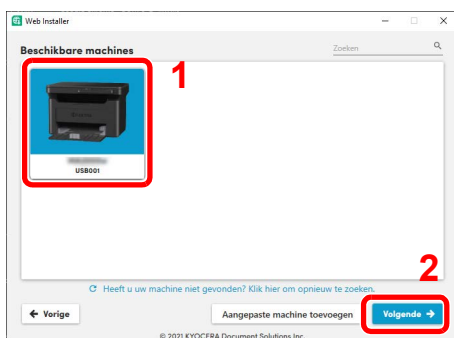 Web Installer
Beschikbare machines
Zoeken
1
USB001
2
Heeft u uw machine niet gevonden? Klik hier om opnieuw te zoeken.
Vorige
Aangepaste machine toevoegen
Volgende
© 2021 KYOCERA Document Solutions Inc.